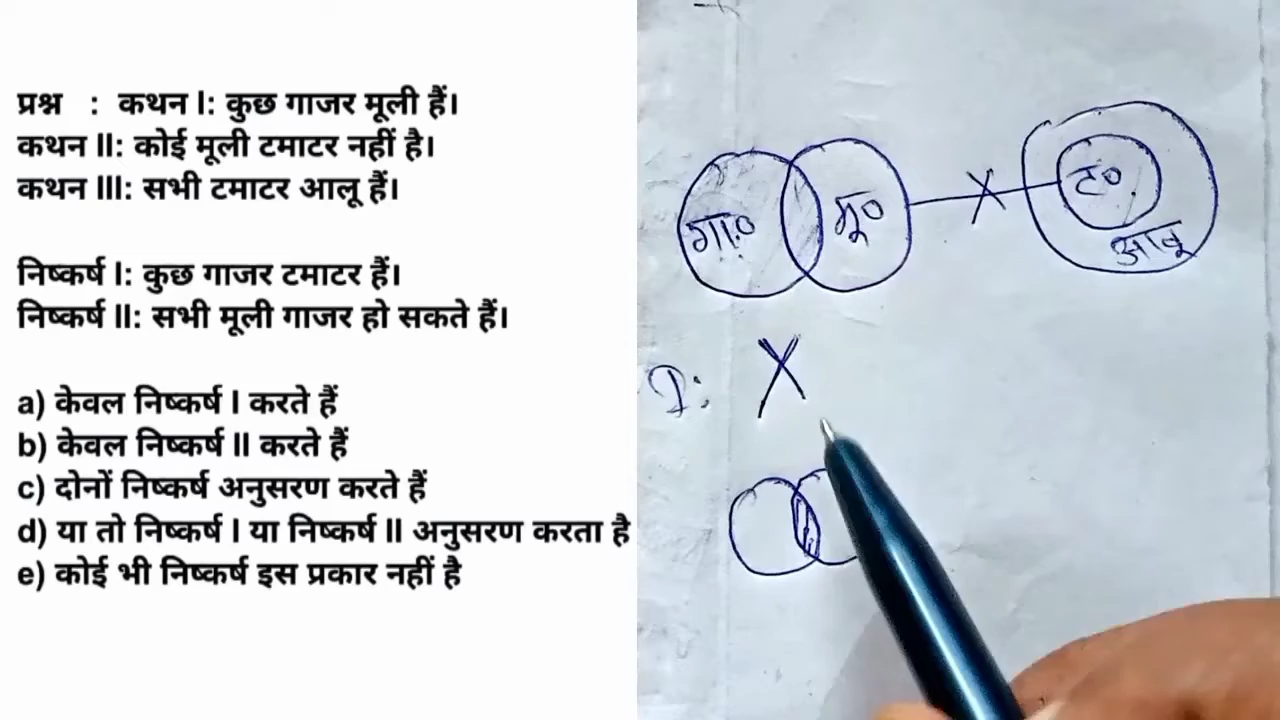 प्रश्न : कथन I: कुछ गाजर मूली हैं।
कथन II: कोई मूली टमाटर नहीं है।
कथन III: सभी टमाटर आलू हैं।
निष्कर्ष I: कुछ गाजर टमाटर हैं।
निष्कर्ष II: सभी मूली गाजर हो सकते हैं।
a) केवल निष्कर्ष I करते हैं
b) केवल निष्कर्ष II करते हैं
c) दोनों निष्कर्ष अनुसरण करते हैं
d) या तो निष्कर्ष I या निष्कर्ष II अनुसरण करता है
e) कोई भी निष्कर्ष इस प्रकार नहीं है
गा० मू० X ट०
आलू
I: X